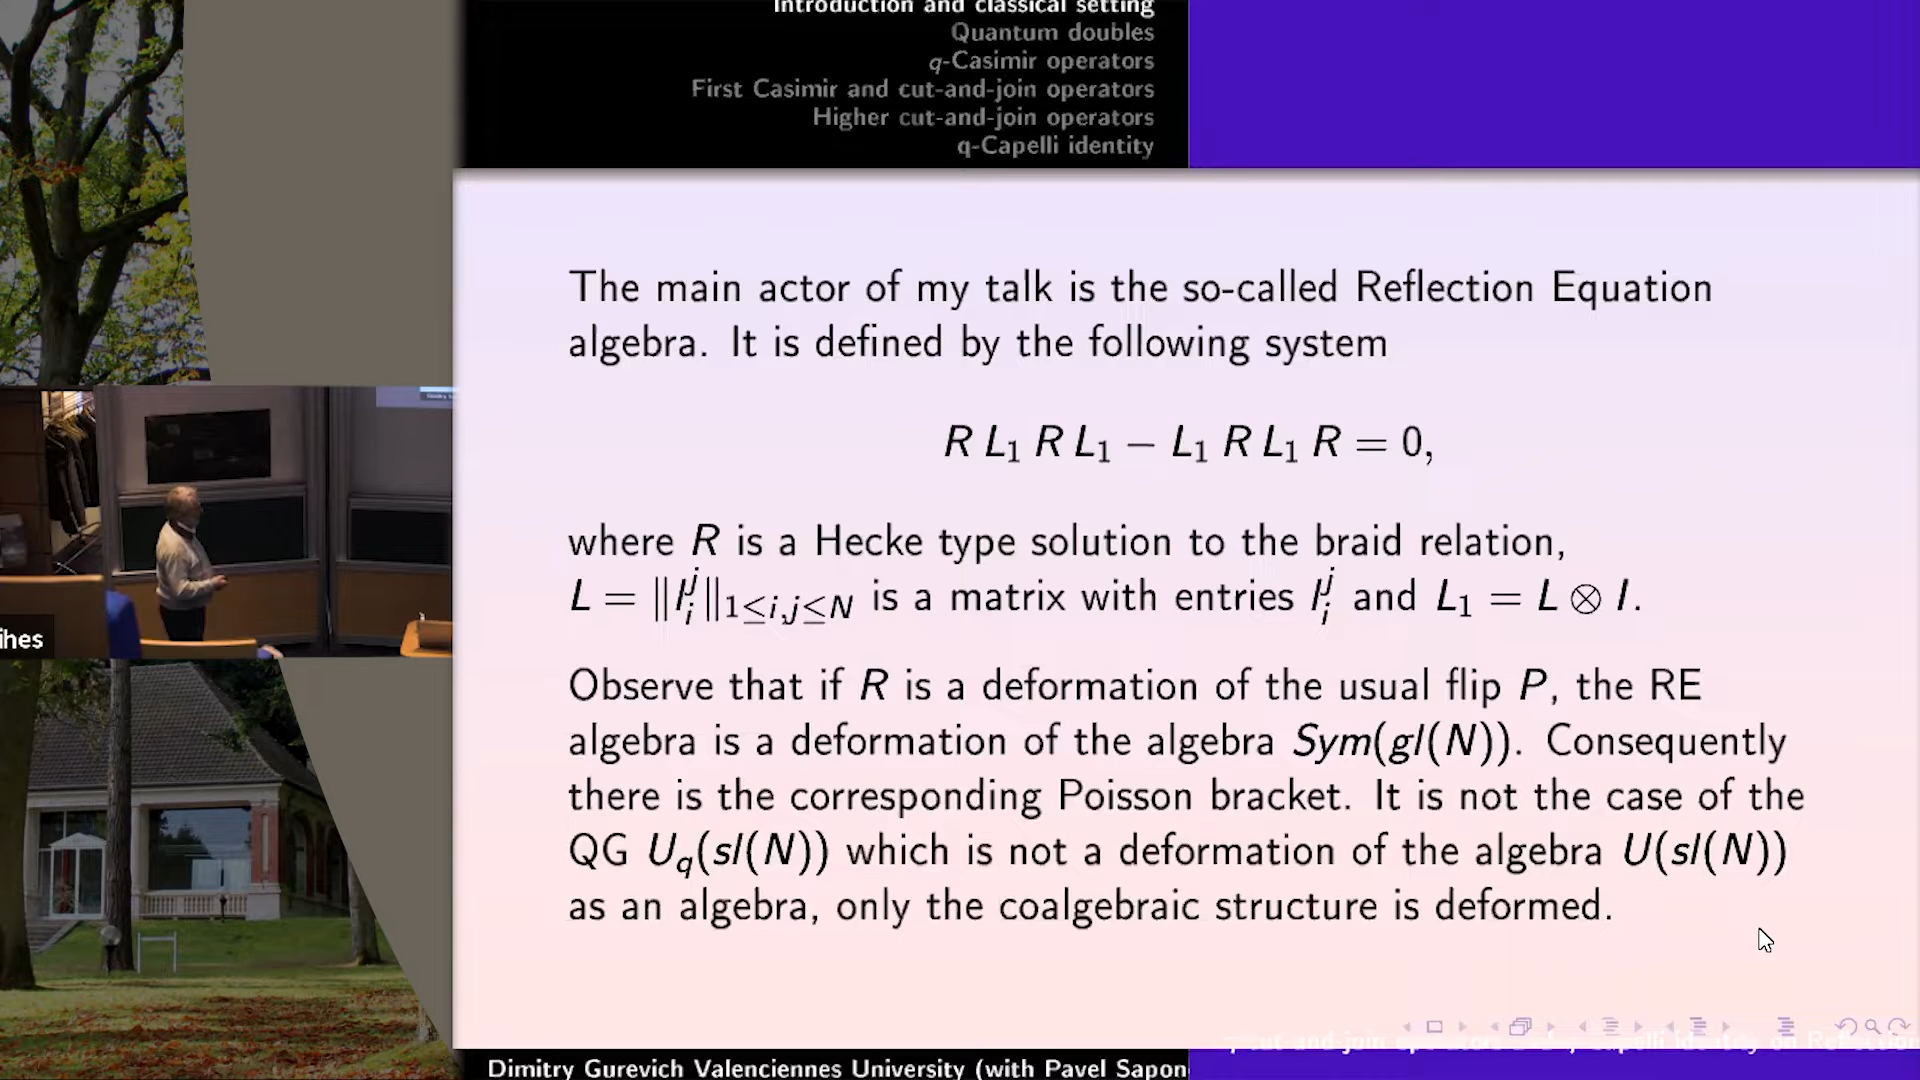 Introduction and classical setting
Quantum doubles
q-Casimir operators
First Casimir and cut-and-join operators
Higher cut-and-join operators
q-Capelli identity
The main actor of my talk is the so-called Reflection Equation
algebra. It is defined by the following system
R L₁ R L₁ − L₁ R L₁ R = 0,
where R is a Hecke type solution to the braid relation,
L = ‖l_i^j‖_{1≤i,j≤N} is a matrix with entries l_i^j and L₁ = L ⊗ I.
Observe that if R is a deformation of the usual flip P, the RE
algebra is a deformation of the algebra Sym(gl(N)). Consequently
there is the corresponding Poisson bracket. It is not the case of the
QG U_q(sl(N)) which is not a deformation of the algebra U(sl(N))
as an algebra, only the coalgebraic structure is deformed.
ihes
Dimitry Gurevich Valenciennes University (with Pavel Sapon